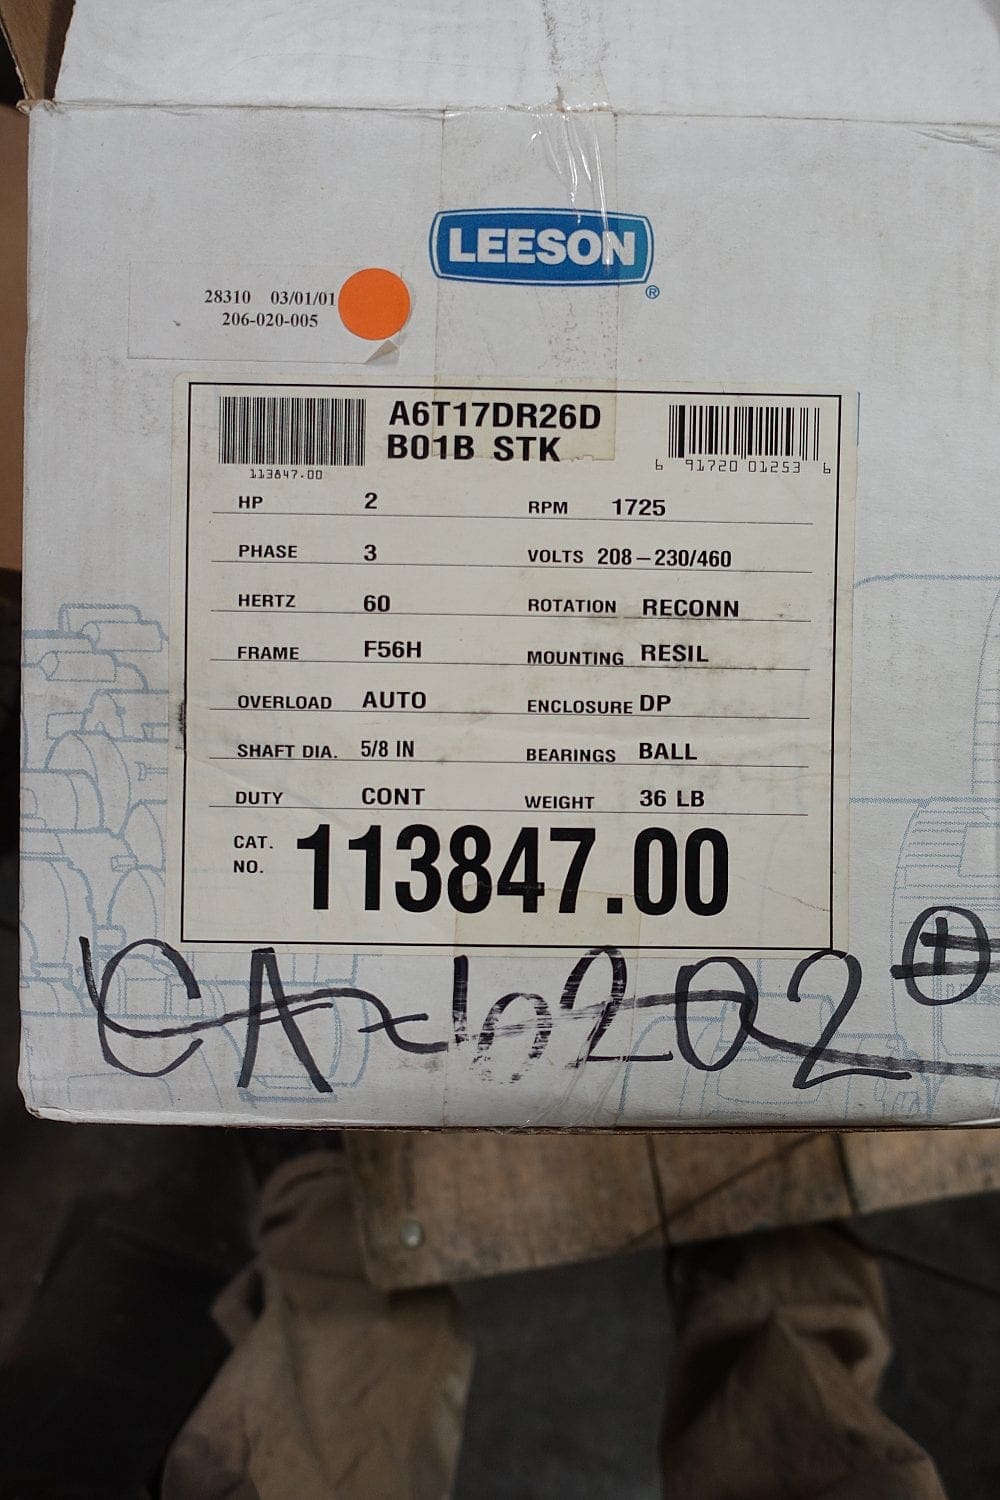 LEESON
®
28310 03/01/01
206-020-005
A6T17DR26D
B01B STK
113847.00
6 91720 01253 6
HP 2 RPM 1725
PHASE 3 VOLTS 208-230/460
HERTZ 60 ROTATION RECONN
FRAME F56H MOUNTING RESIL
OVERLOAD AUTO ENCLOSURE DP
SHAFT DIA. 5/8 IN BEARINGS BALL
DUTY CONT WEIGHT 36 LB
CAT. NO. 113847.00